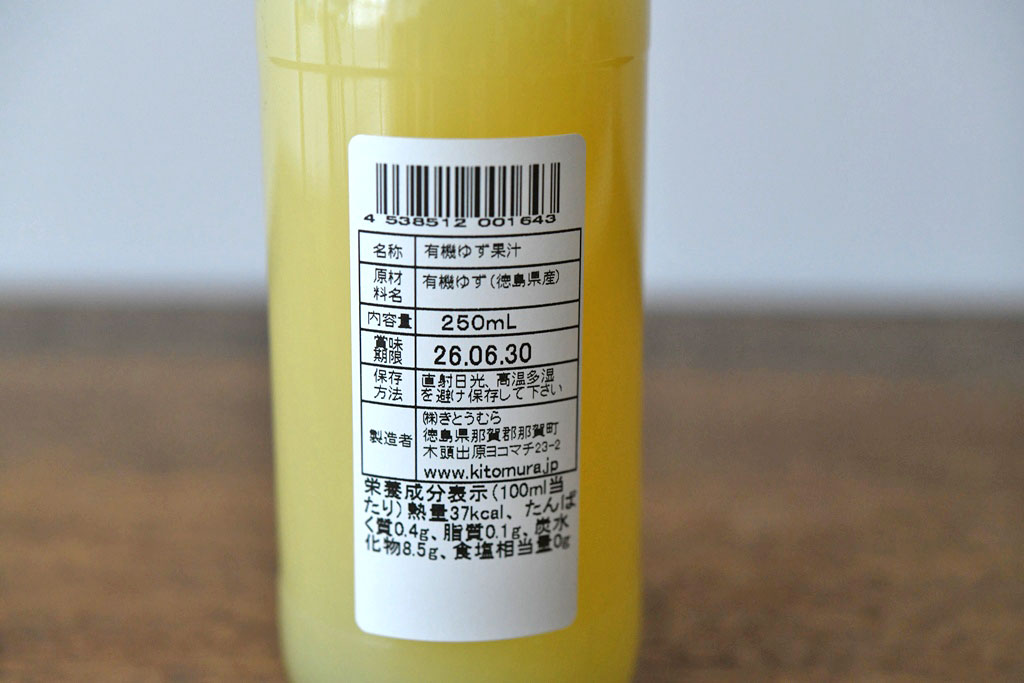 4 538512 001643
名称 有機ゆず果汁
原材料名 有機ゆず(徳島県産)
内容量 250mL
賞味期限 26.06.30
保存方法 直射日光、高温多湿
を避け保存して下さい
製造者 ㈱きとうむら
徳島県那賀郡那賀町
木頭出原ヨコマチ23-2
www.kitomura.jp
栄養成分表示(100ml当
たり)熱量37kcal、たんぱ
く質0.4g、脂質0.1g、炭水
化物8.5g、食塩相当量0g